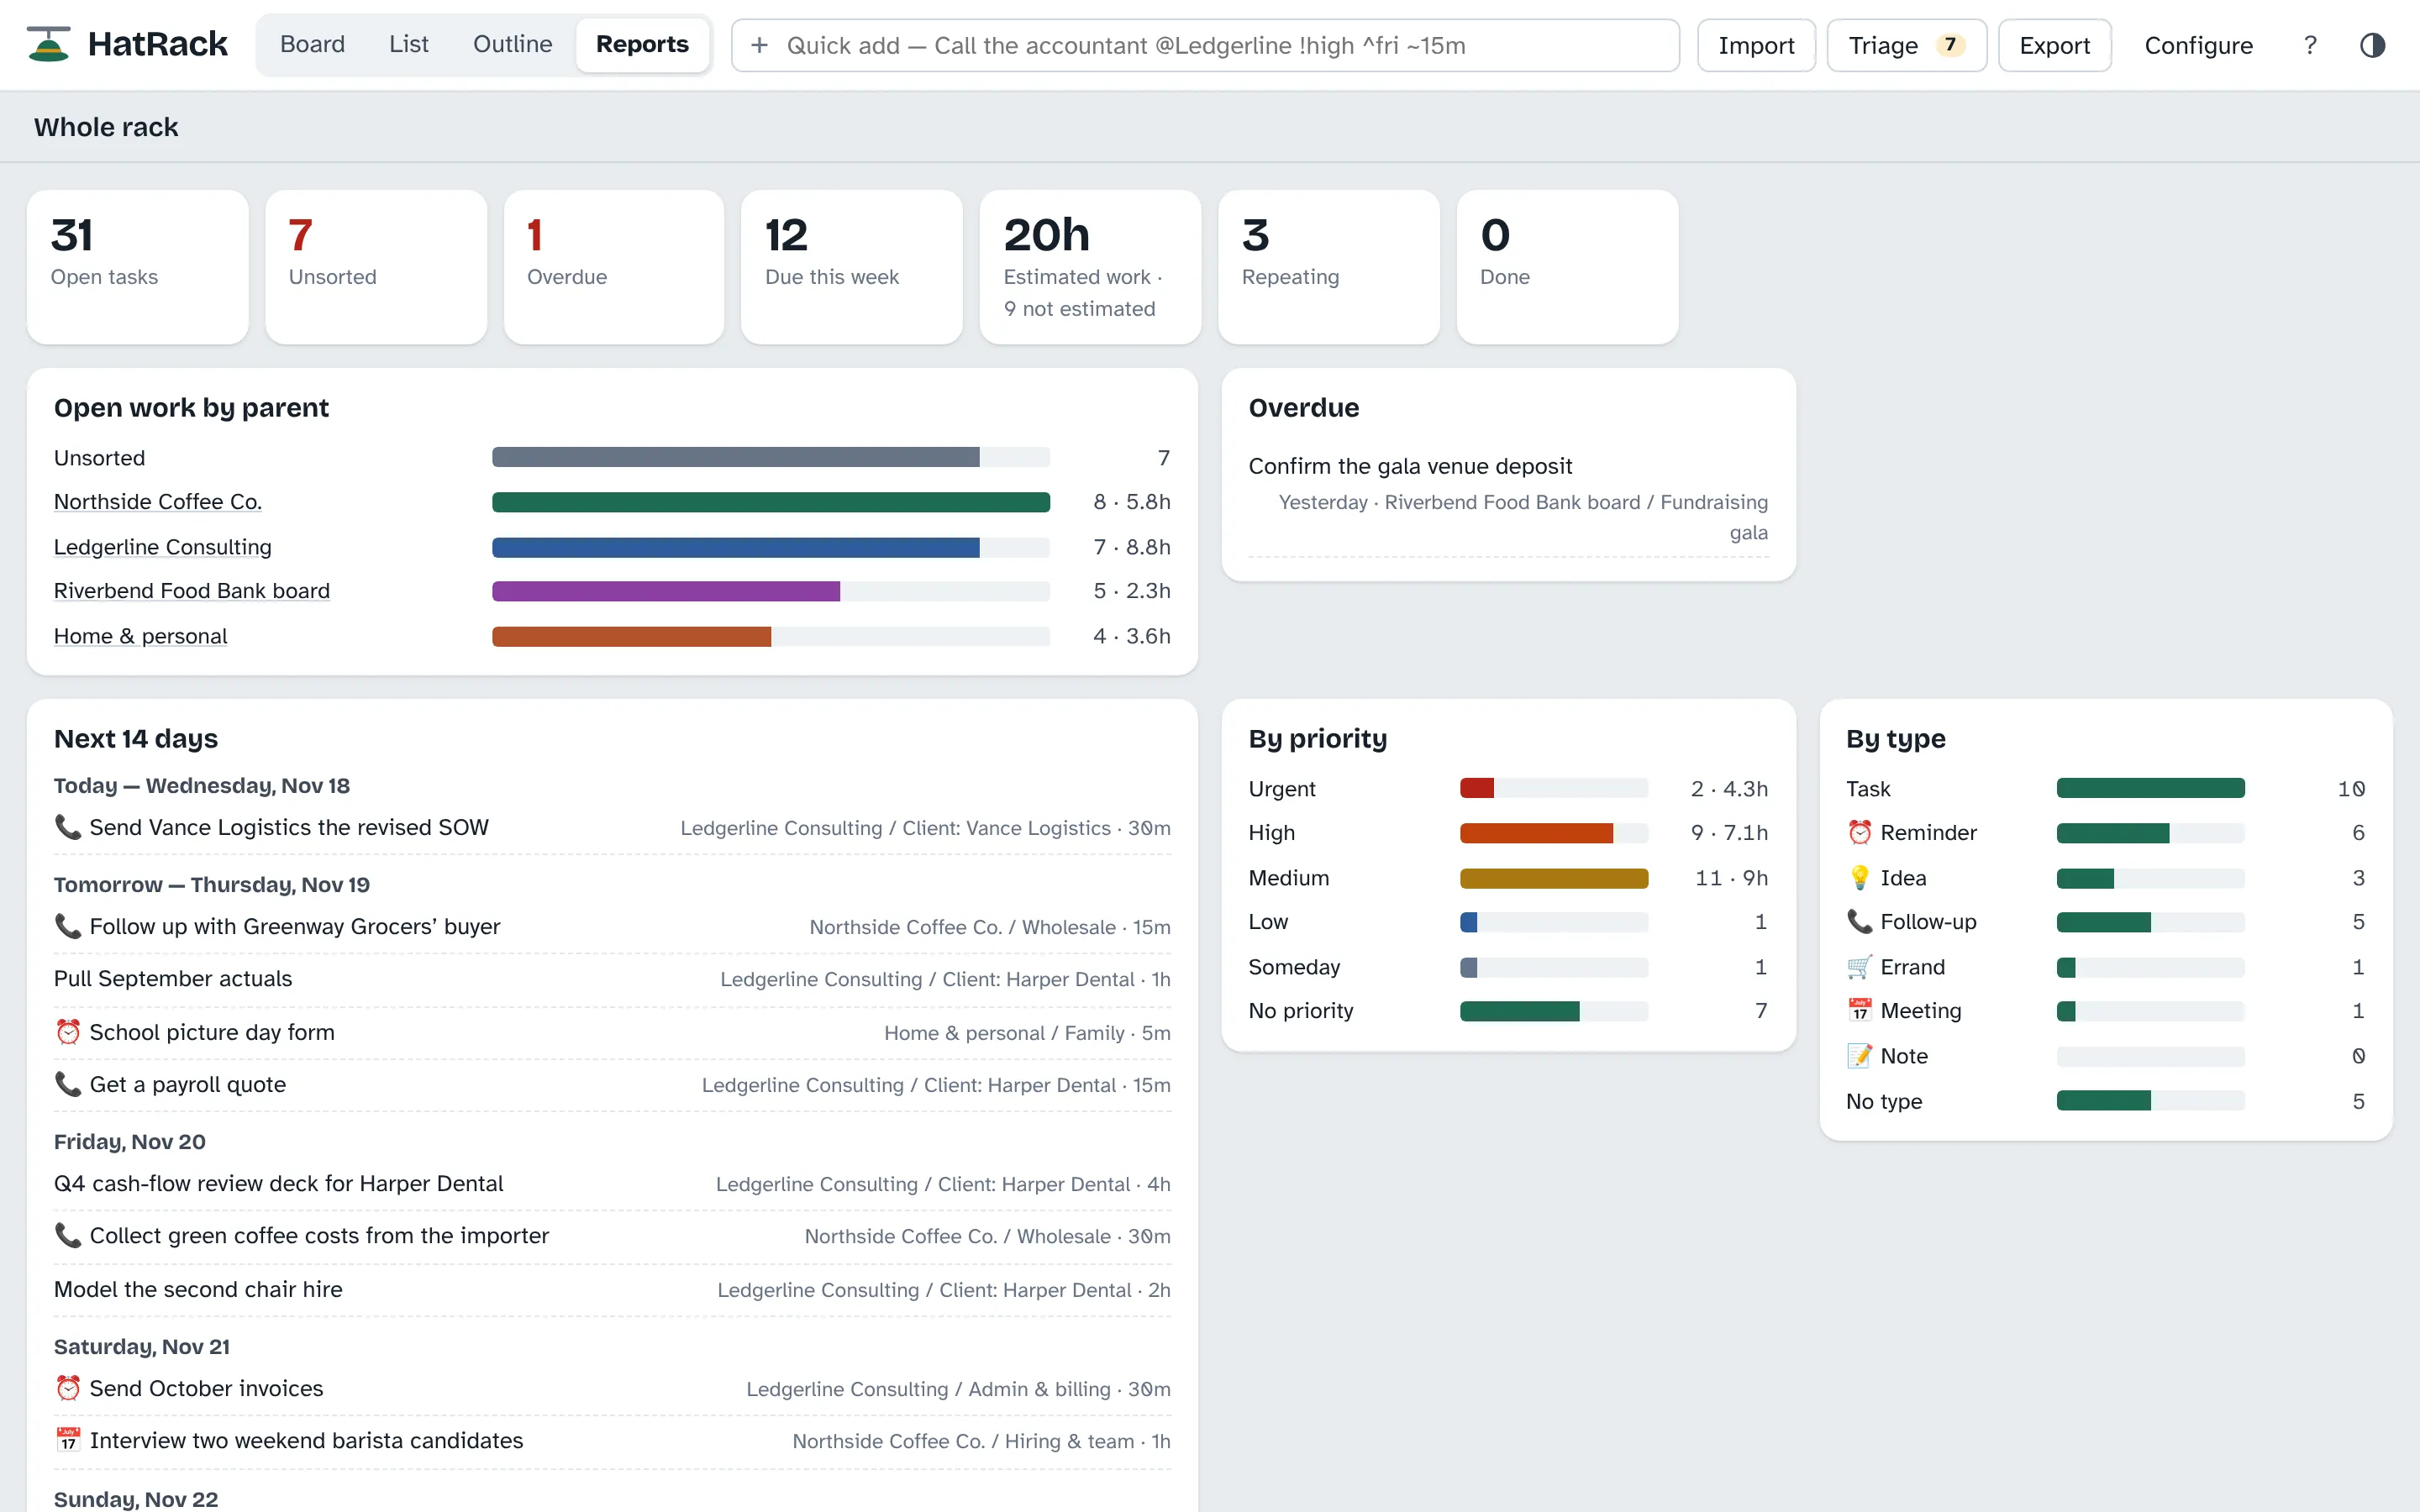 HatRack
Board List Outline Reports
+ Quick add — Call the accountant @Ledgerline !high ^fri ~15m
Import Triage 7 Export Configure ?
Whole rack
31
Open tasks
7
Unsorted
1
Overdue
12
Due this week
20h
Estimated work ·
9 not estimated
3
Repeating
0
Done
Open work by parent
Unsorted 7
Northside Coffee Co. 8 · 5.8h
Ledgerline Consulting 7 · 8.8h
Riverbend Food Bank board 5 · 2.3h
Home & personal 4 · 3.6h
Overdue
Confirm the gala venue deposit
Yesterday · Riverbend Food Bank board / Fundraising
gala
Next 14 days
Today — Wednesday, Nov 18
📞 Send Vance Logistics the revised SOW Ledgerline Consulting / Client: Vance Logistics · 30m
Tomorrow — Thursday, Nov 19
📞 Follow up with Greenway Grocers’ buyer Northside Coffee Co. / Wholesale · 15m
Pull September actuals Ledgerline Consulting / Client: Harper Dental · 1h
⏰ School picture day form Home & personal / Family · 5m
📞 Get a payroll quote Ledgerline Consulting / Client: Harper Dental · 15m
Friday, Nov 20
Q4 cash-flow review deck for Harper Dental Ledgerline Consulting / Client: Harper Dental · 4h
📞 Collect green coffee costs from the importer Northside Coffee Co. / Wholesale · 30m
Model the second chair hire Ledgerline Consulting / Client: Harper Dental · 2h
Saturday, Nov 21
⏰ Send October invoices Ledgerline Consulting / Admin & billing · 30m
📅 Interview two weekend barista candidates Northside Coffee Co. / Hiring & team · 1h
Sunday, Nov 22
By priority
Urgent 2 · 4.3h
High 9 · 7.1h
Medium 11 · 9h
Low 1
Someday 1
No priority 7
By type
Task 10
⏰ Reminder 6
💡 Idea 3
📞 Follow-up 5
🛒 Errand 1
📅 Meeting 1
📝 Note 0
No type 5